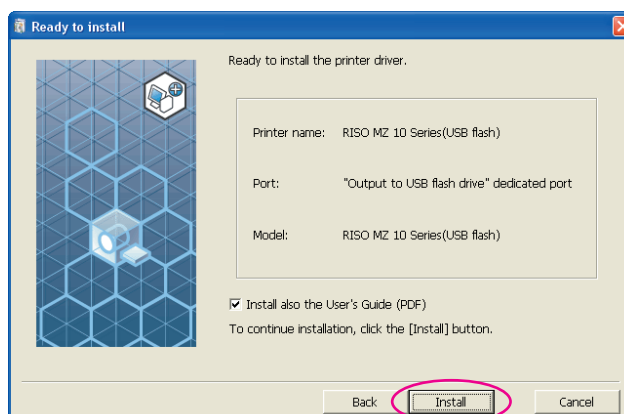 Ready to install
Ready to install the printer driver.
Printer name: RISO MZ 10 Series(USB flash)
Port: "Output to USB flash drive" dedicated port
Model: RISO MZ 10 Series(USB flash)
Install also the User's Guide (PDF)
To continue installation, click the [Install] button.
Back Install Cancel